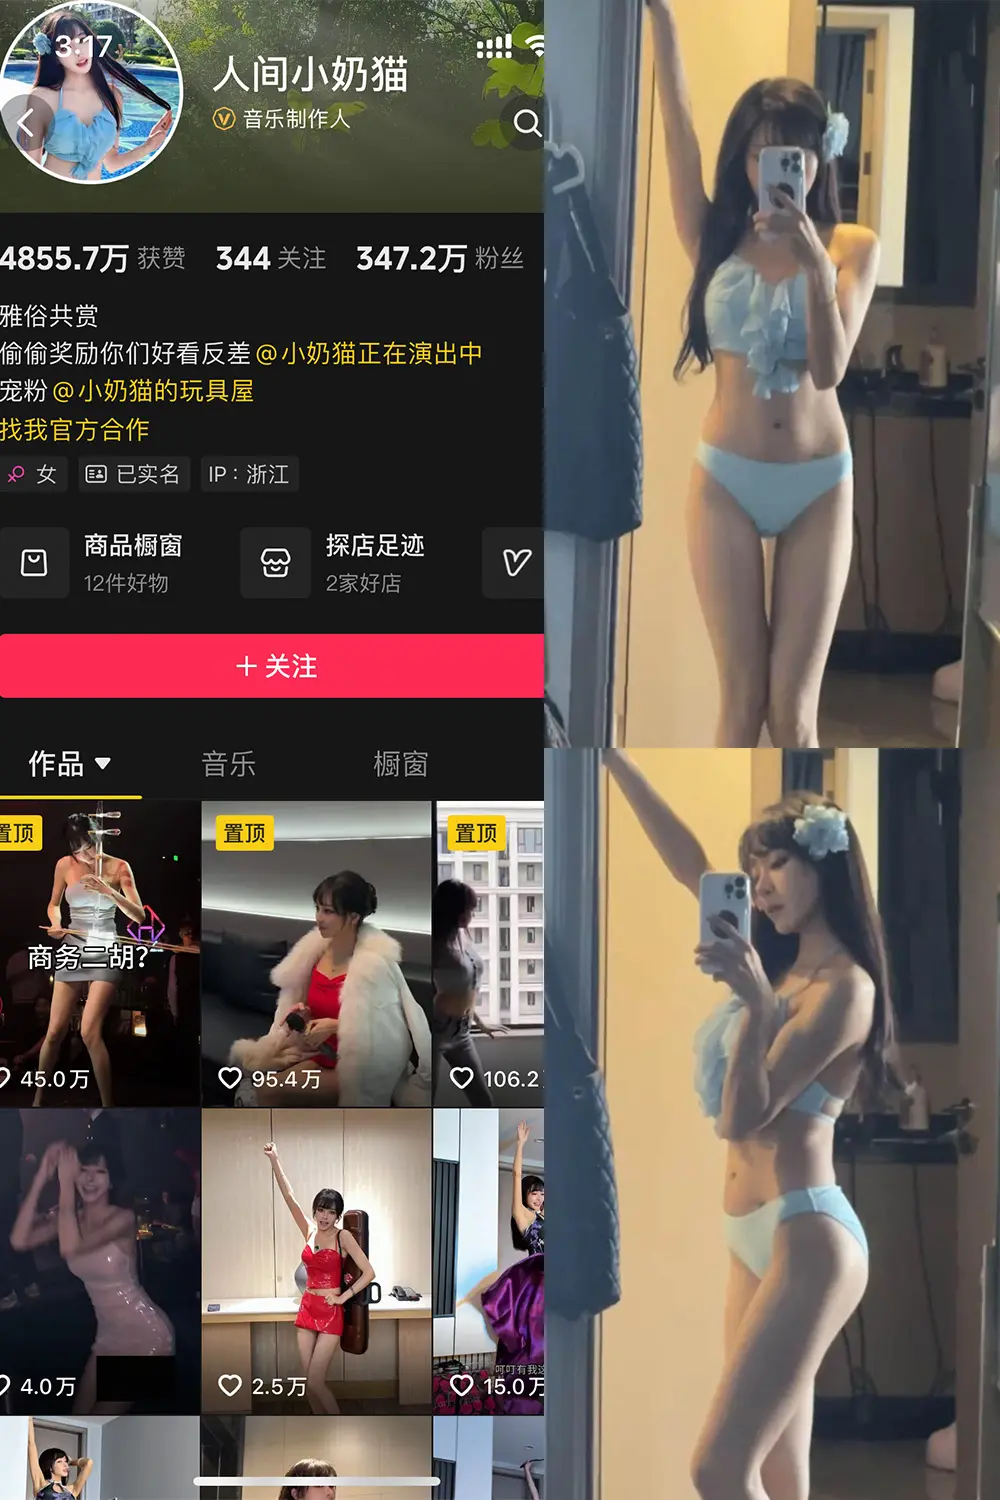 3:17
人间小奶猫
音乐制作人
4855.7万 获赞 344 关注 347.2万 粉丝
雅俗共赏
偷偷奖励你们好看反差@小奶猫正在演出中
宠粉@小奶猫的玩具屋
找我官方合作
女 已实名 IP：浙江
商品橱窗 探店足迹
12件好物 2家好店
+ 关注
作品 音乐 橱窗
置顶 置顶 置顶
商务二胡？
45.0万 95.4万 106.2
呵叮有我这
4.0万 2.5万 15.0万